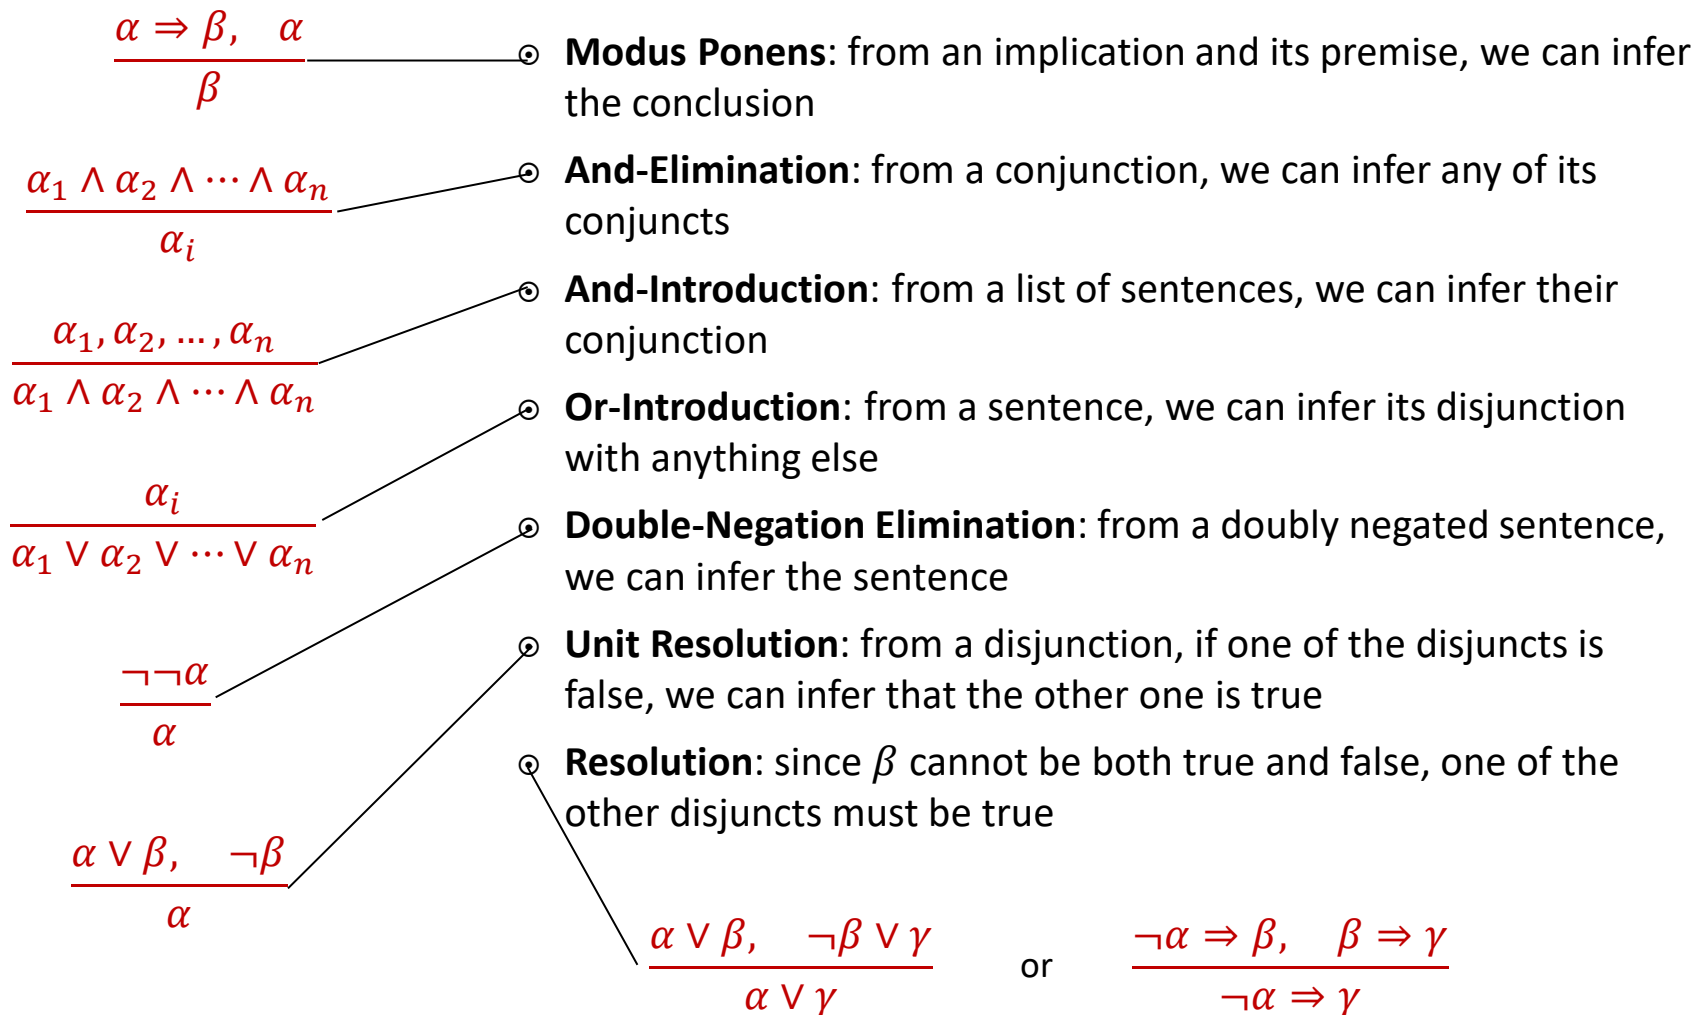 α ⇒ β, α
β
⊙ Modus Ponens: from an implication and its premise, we can infer
the conclusion
α₁ ∧ α₂ ∧ ⋯ ∧ αₙ
αᵢ
⊙ And-Elimination: from a conjunction, we can infer any of its
conjuncts
α₁, α₂, …, αₙ
α₁ ∧ α₂ ∧ ⋯ ∧ αₙ
⊙ And-Introduction: from a list of sentences, we can infer their
conjunction
αᵢ
α₁ ∨ α₂ ∨ ⋯ ∨ αₙ
⊙ Or-Introduction: from a sentence, we can infer its disjunction
with anything else
¬¬α
α
⊙ Double-Negation Elimination: from a doubly negated sentence,
we can infer the sentence
α ∨ β, ¬β
α
⊙ Unit Resolution: from a disjunction, if one of the disjuncts is
false, we can infer that the other one is true
⊙ Resolution: since β cannot be both true and false, one of the
other disjuncts must be true
α ∨ β, ¬β ∨ γ
α ∨ γ
or
¬α ⇒ β, β ⇒ γ
¬α ⇒ γ